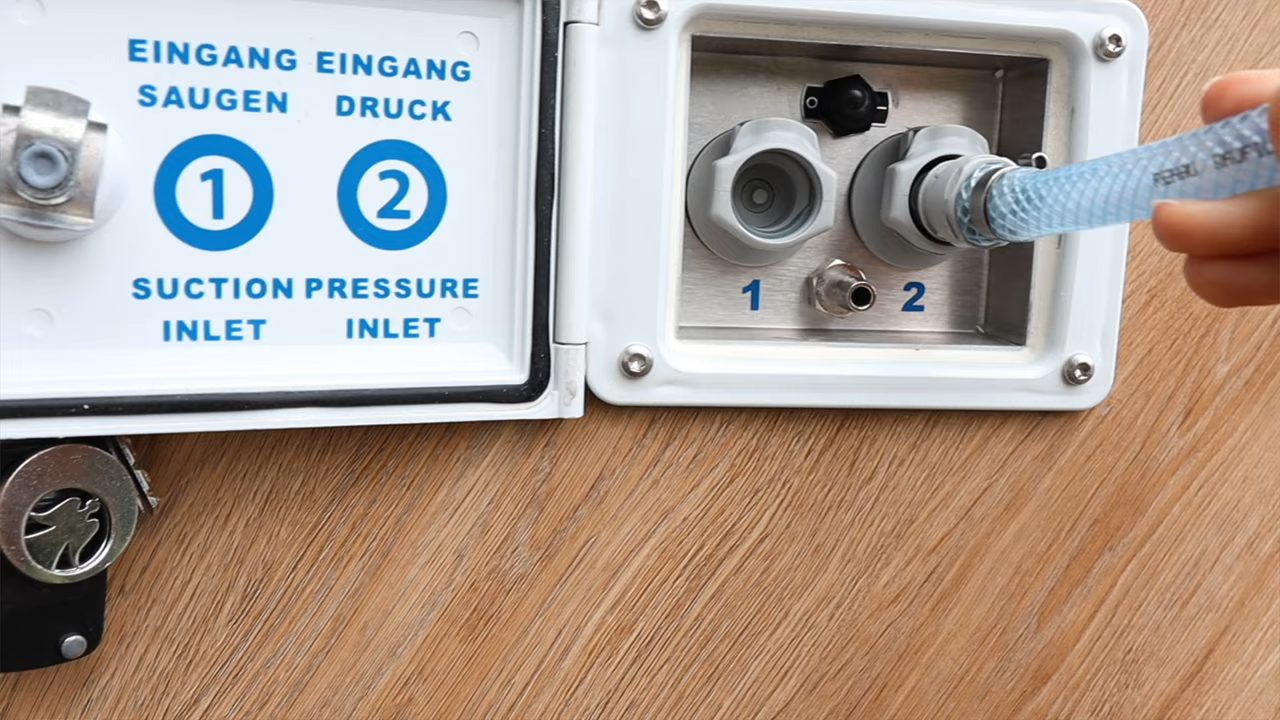 EINGANG EINGANG
SAUGEN DRUCK
1 2
SUCTION PRESSURE
INLET INLET
O
1 2